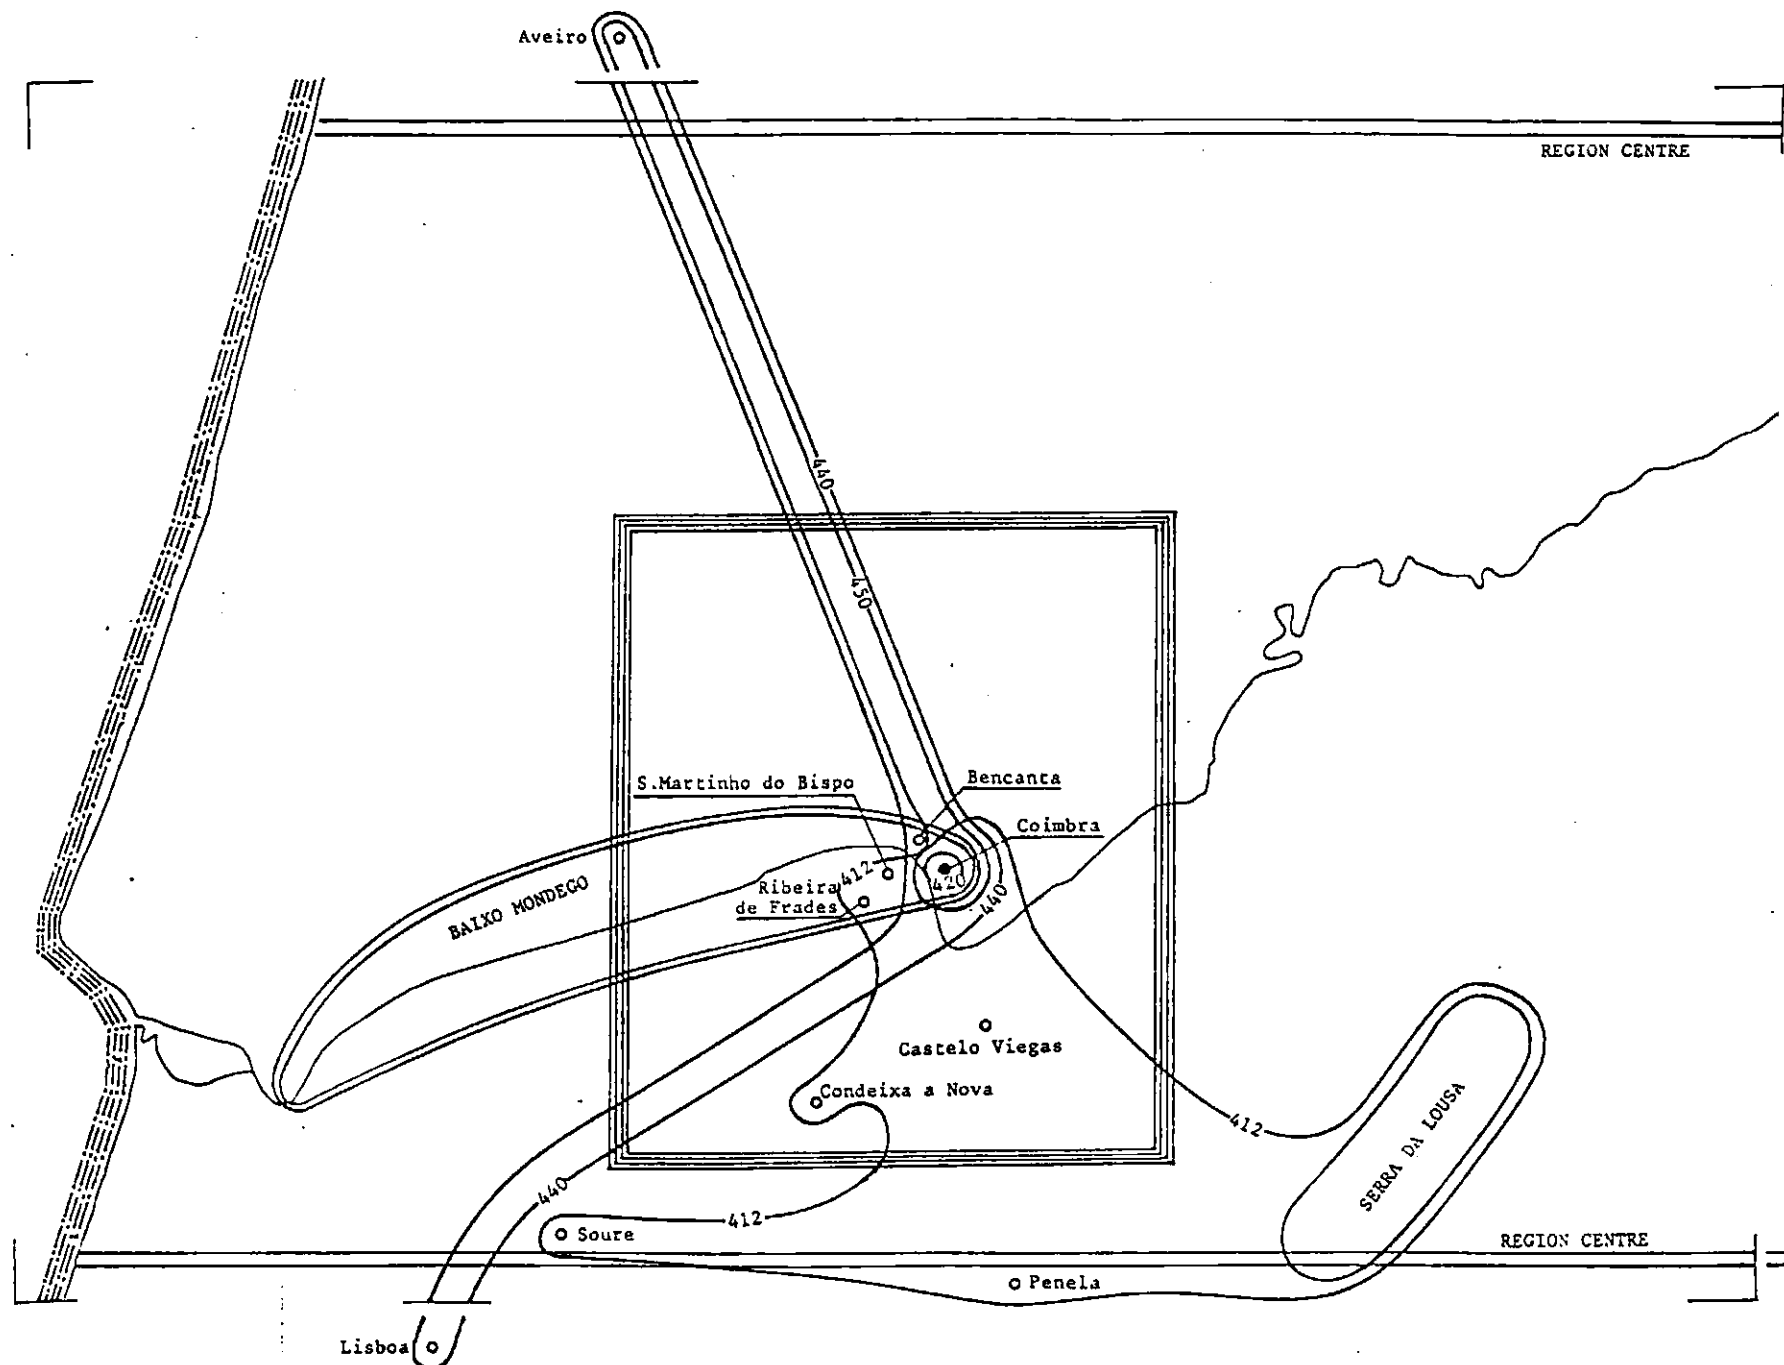 Aveiro
REGION CENTRE
440
450
S.Martinho do Bispo
Bencanta
Coimbra
412
420
Ribeira
de Frades
440
BAIXO MONDEGO
Castelo Viegas
Condeixa a Nova
412
SERRA DA LOUSA
440
412
Soure
REGION CENTRE
Penela
Lisboa